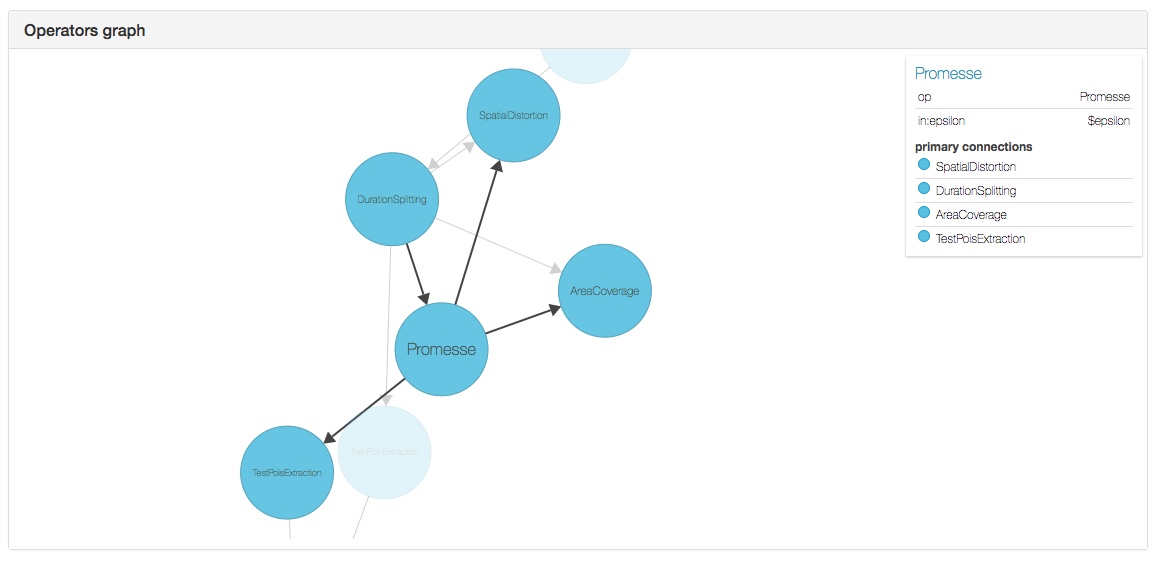 Operators graph
Promesse
op Promesse
in:epsilon $epsilon
primary connections
SpatialDistortion
DurationSplitting
AreaCoverage
TestPoisExtraction
SpatialDistortion
DurationSplitting
AreaCoverage
Promesse
TrainPoisExtraction
TestPoisExtraction